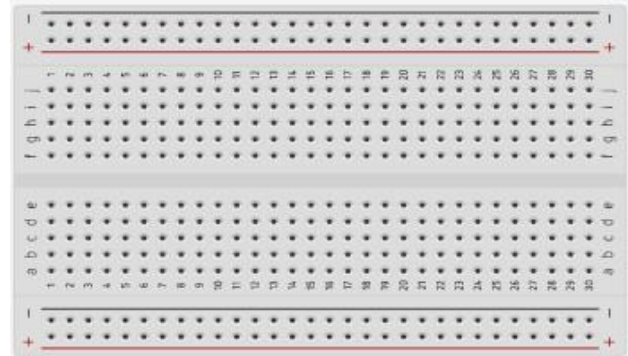 − −
+ +
1 2 3 4 5 6 7 8 9 10 11 12 13 14 15 16 17 18 19 20 21 22 23 24 25 26 27 28 29 30
j j
i i
h h
g g
f f
e e
d d
c c
b b
a a
1 2 3 4 5 6 7 8 9 10 11 12 13 14 15 16 17 18 19 20 21 22 23 24 25 26 27 28 29 30
− −
+ +